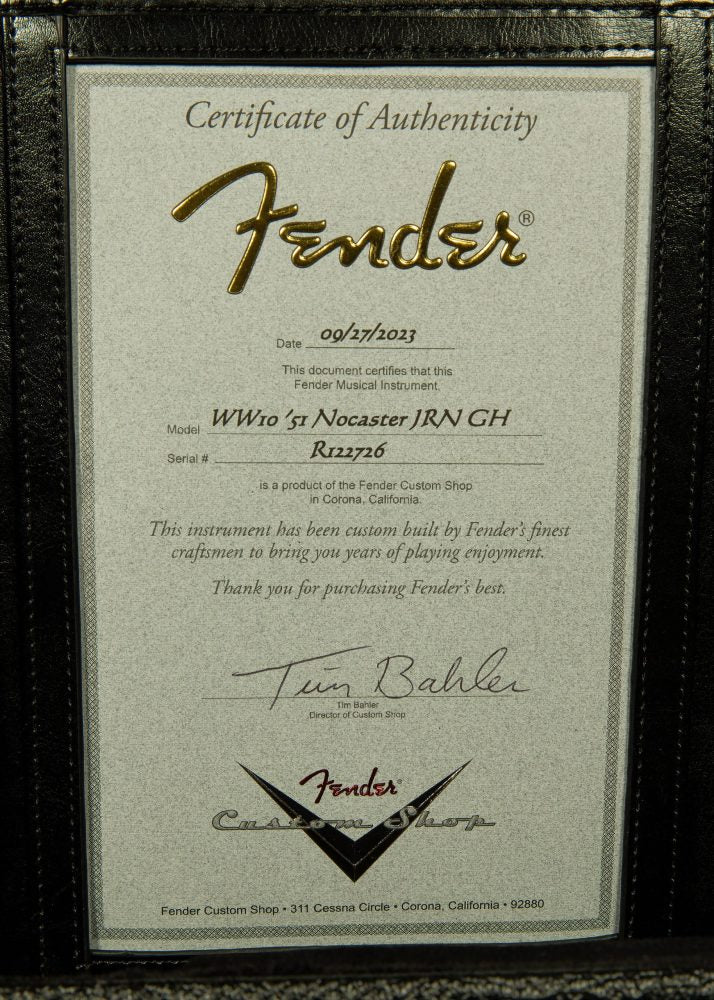 Certificate of Authenticity
Fender®
Date 09/27/2023
This document certifies that this
Fender Musical Instrument,
Model WW10 '51 Nocaster JRN GH
Serial # R122726
is a product of the Fender Custom Shop
in Corona, California.
This instrument has been custom built by Fender's finest
craftsmen to bring you years of playing enjoyment.
Thank you for purchasing Fender's best.
Tim Bahler
Tim Bahler
Director of Custom Shop
Fender®
Custom Shop
Fender Custom Shop • 311 Cessna Circle • Corona, California • 92880